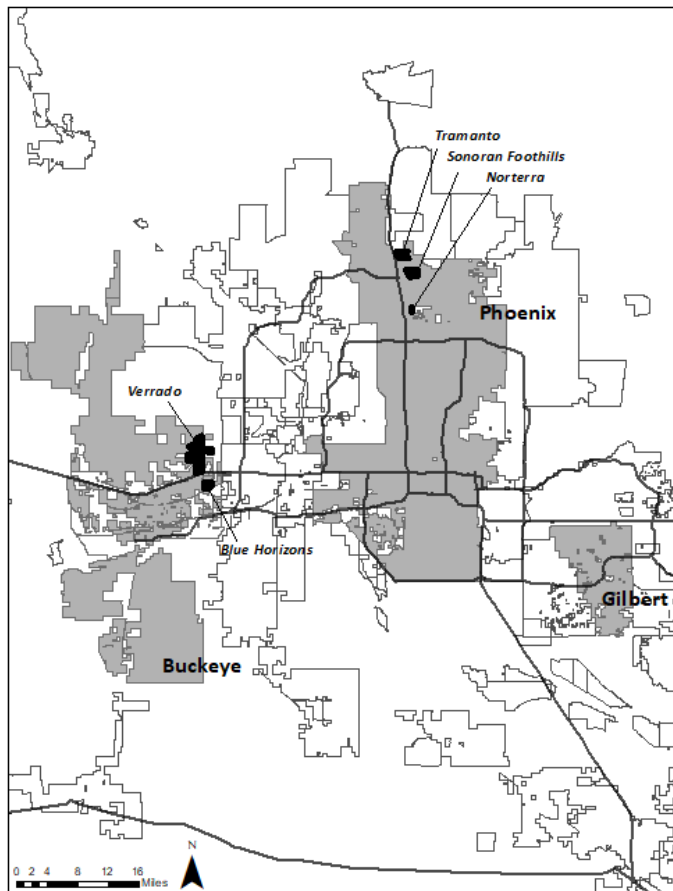 Tramanto
Sonoran Foothills
Norterra
Phoenix
Verrado
Blue Horizons
Gilbert
Buckeye
N
0 2 4 8 12 16
Miles